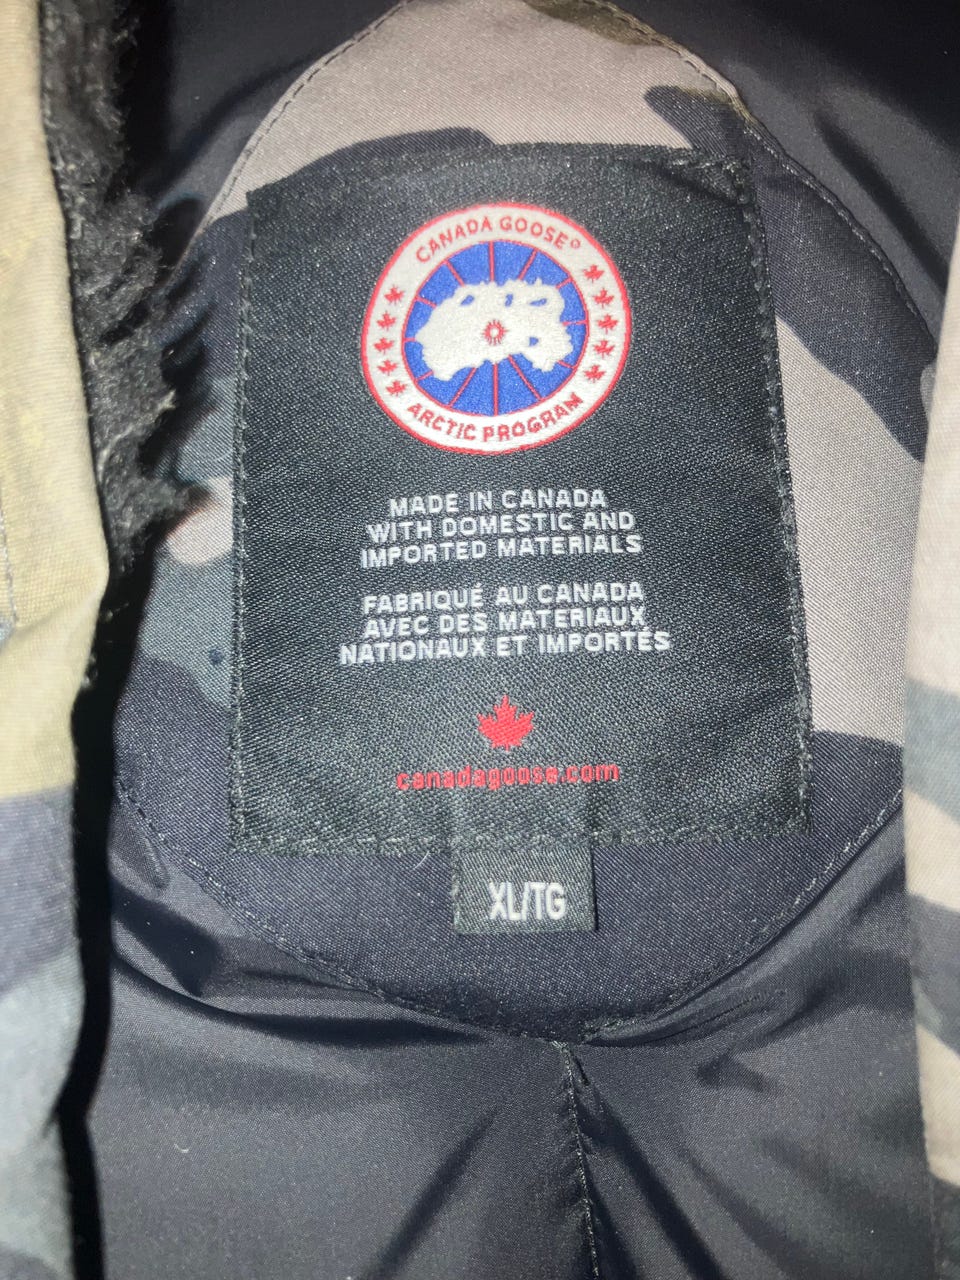 CANADA GOOSE®
ARCTIC PROGRAM
MADE IN CANADA
WITH DOMESTIC AND
IMPORTED MATERIALS
FABRIQUÉ AU CANADA
AVEC DES MATERIAUX
NATIONAUX ET IMPORTÉS
canadagoose.com
XL/TG